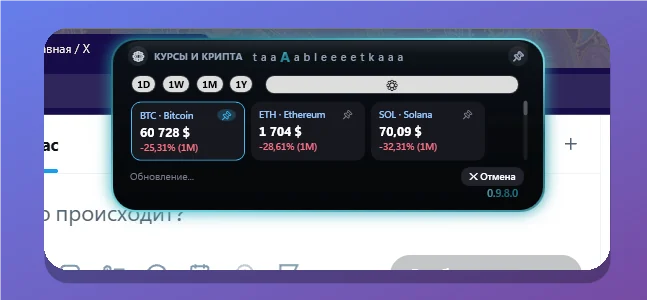 авная / X
КУРСЫ И КРИПТА taaAableeeetkaaa
1D 1W 1M 1Y
BTC · Bitcoin
60 728 $
-25,31% (1M)
ETH · Ethereum
1 704 $
-28,61% (1M)
SOL · Solana
70,09 $
-32,31% (1M)
ас
Обновление...
Отмена
0.9.8.0
о происходит?